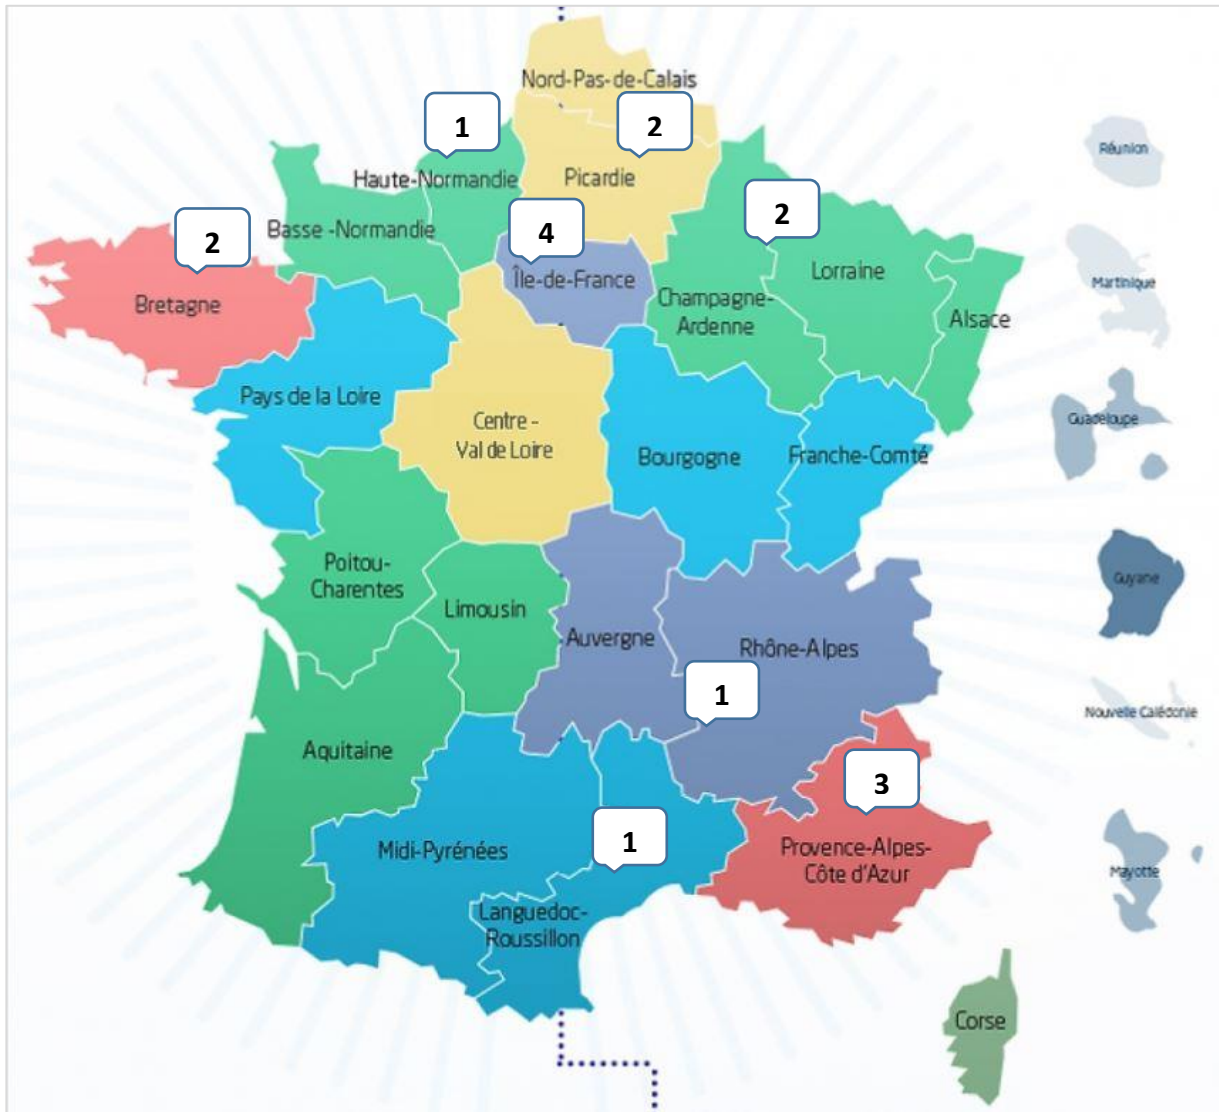 Nord-Pas-de-Calais
1
2
Réunion
Haute-Normandie
Picardie
2
2
4
Basse -Normandie
Lorraine
Île-de-France
Martinique
Bretagne
Champagne-
Ardenne
Alsace
Pays de la Loire
Guadeloupe
Centre -
Val de Loire
Bourgogne
Franche-Comté
Poitou-
Charentes
Guyane
Limousin
Auvergne
Rhône-Alpes
1
Nouvelle Calédonie
Aquitaine
3
1
Midi-Pyrénées
Provence-Alpes-
Côte d'Azur
Mayotte
Languedoc-
Roussillon
Corse